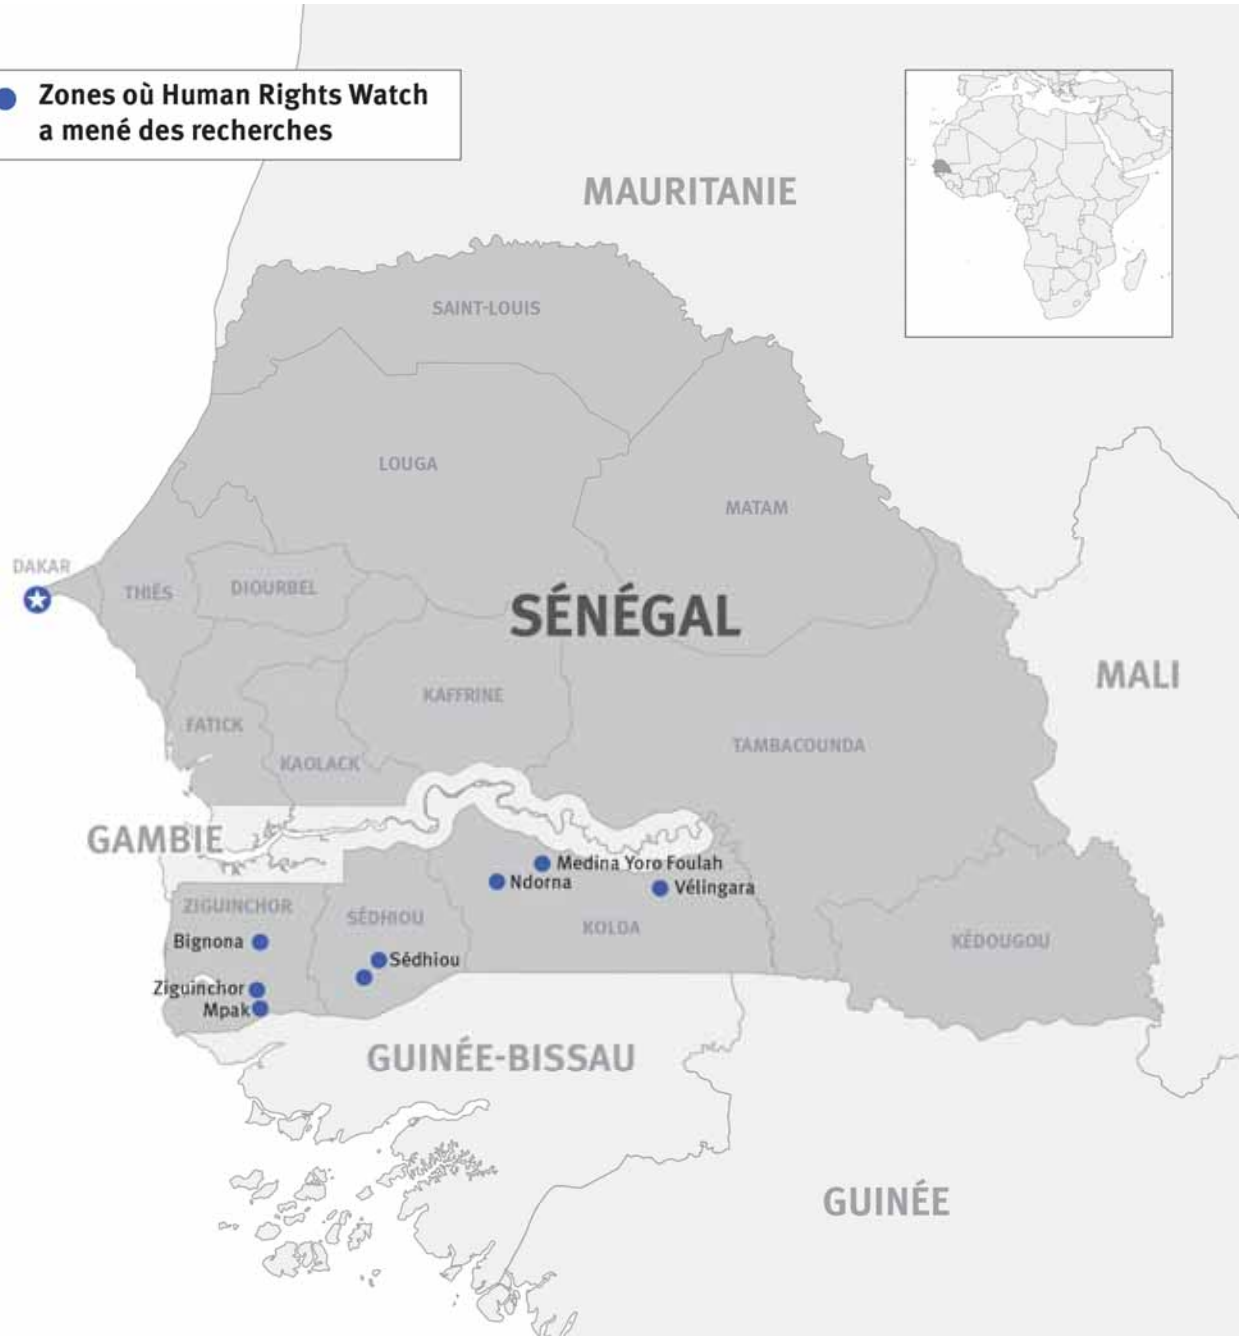 Zones où Human Rights Watch
a mené des recherches
MAURITANIE
SAINT-LOUIS
LOUGA
MATAM
DAKAR
THIÈS
DIOURBEL
SÉNÉGAL
MALI
KAFFRINE
FATICK
TAMBACOUNDA
KAOLACK
GAMBIE
Medina Yoro Foulah
Ndorna
Vélingara
ZIGUINCHOR
SÉDHIOU
KOLDA
Bignona
KÉDOUGOU
Sédhiou
Ziguinchor
Mpak
GUINÉE-BISSAU
GUINÉE